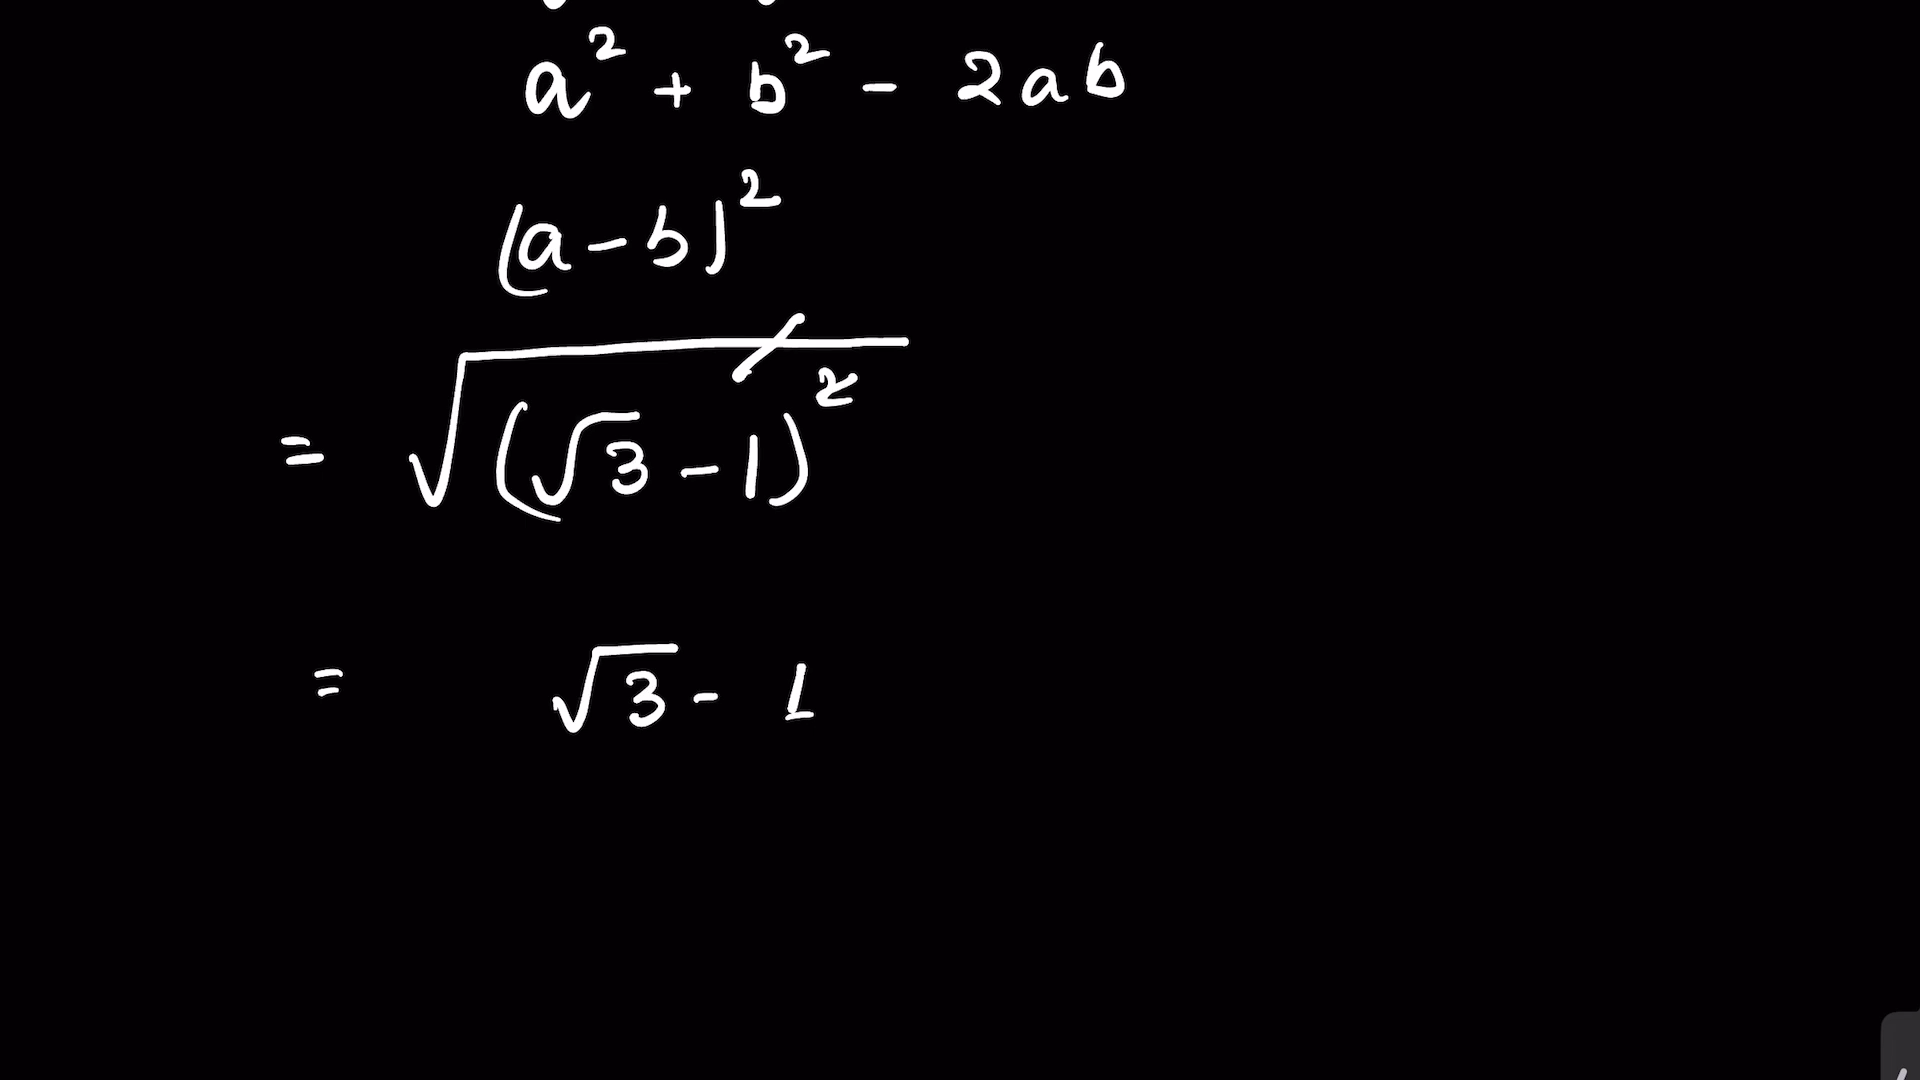 a² + b² - 2ab
(a-b)²
= √(√3-1)²
= √3 - 1